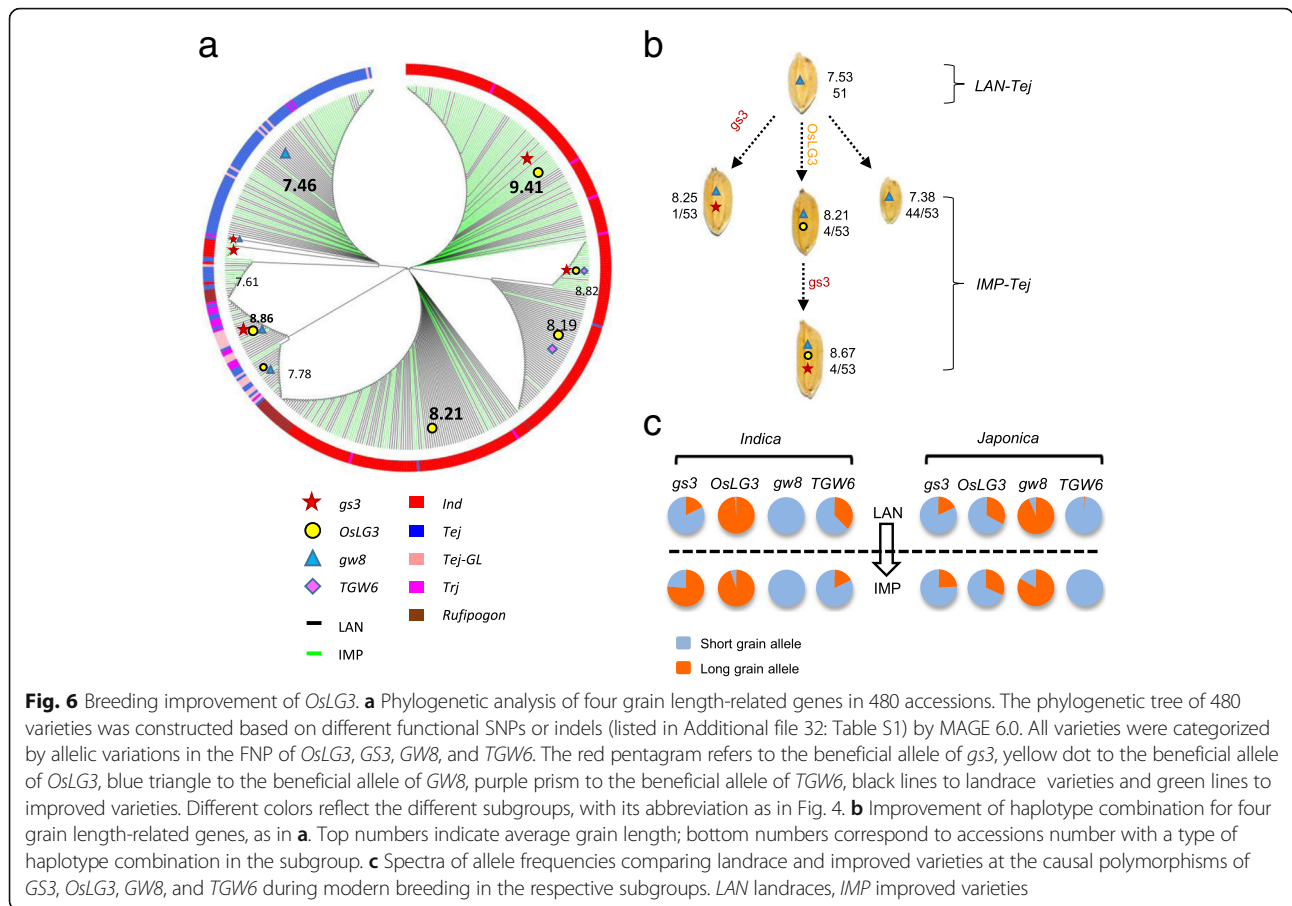 a
7.46
9.41
7.61
8.86
7.78
8.82
8.19
8.21
gs3
OsLG3
gw8
TGW6
LAN
IMP
Ind
Tej
Tej-GL
Trj
Rufipogon
b
7.53
51
LAN-Tej
gs3
OsLG3
8.25
1/53
8.21
4/53
7.38
44/53
gs3
IMP-Tej
8.67
4/53
c
Indica
Japonica
gs3 OsLG3 gw8 TGW6
gs3 OsLG3 gw8 TGW6
LAN
IMP
Short grain allele
Long grain allele
Fig. 6 Breeding improvement of OsLG3. a Phylogenetic analysis of four grain length-related genes in 480 accessions. The phylogenetic tree of 480
varieties was constructed based on different functional SNPs or indels (listed in Additional file 32: Table S1) by MAGE 6.0. All varieties were categorized
by allelic variations in the FNP of OsLG3, GS3, GW8, and TGW6. The red pentagram refers to the beneficial allele of gs3, yellow dot to the beneficial allele
of OsLG3, blue triangle to the beneficial allele of GW8, purple prism to the beneficial allele of TGW6, black lines to landrace varieties and green lines to
improved varieties. Different colors reflect the different subgroups, with its abbreviation as in Fig. 4. b Improvement of haplotype combination for four
grain length-related genes, as in a. Top numbers indicate average grain length; bottom numbers correspond to accessions number with a type of
haplotype combination in the subgroup. c Spectra of allele frequencies comparing landrace and improved varieties at the causal polymorphisms of
GS3, OsLG3, GW8, and TGW6 during modern breeding in the respective subgroups. LAN landraces, IMP improved varieties